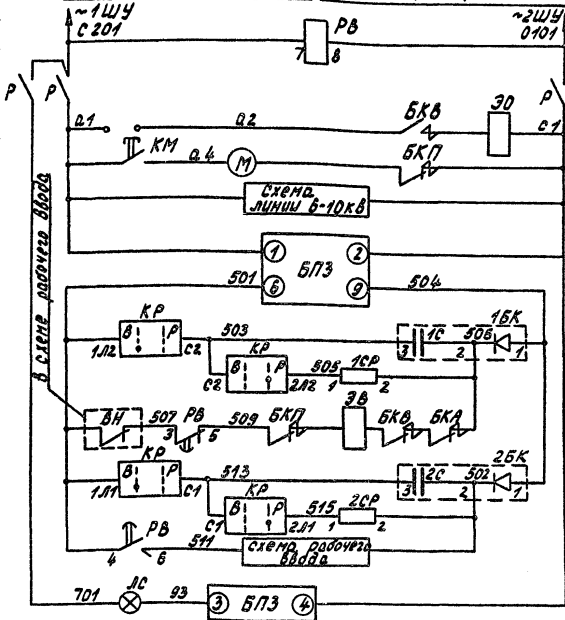 ~1ШУ
С201
~2ШУ
0101
РВ
7 8
Р Р Р
а1 а2 БКВ ЭО с1
КМ а4 М БКП
схема
линии 6-10кв
в схеме рабочего ввода
1 2
БПЗ
501 6 9 504
КР 503 1С 506 1БК
В Р
1Л2 С2 3 2 1
КР
В Р 505 1СР
С2 2Л2 1 2
ВН 507 РВ 509 БКП ЭВ БКВ БКА
3 5
КР 513 2С 502 2БК
В Р
1Л1 С1 3 2 1
КР
В Р 515 2СР
С1 2Л1 1 2
РВ
4 6 511 схема рабочего
ввода
701 ЛС 93 3 БПЗ 4